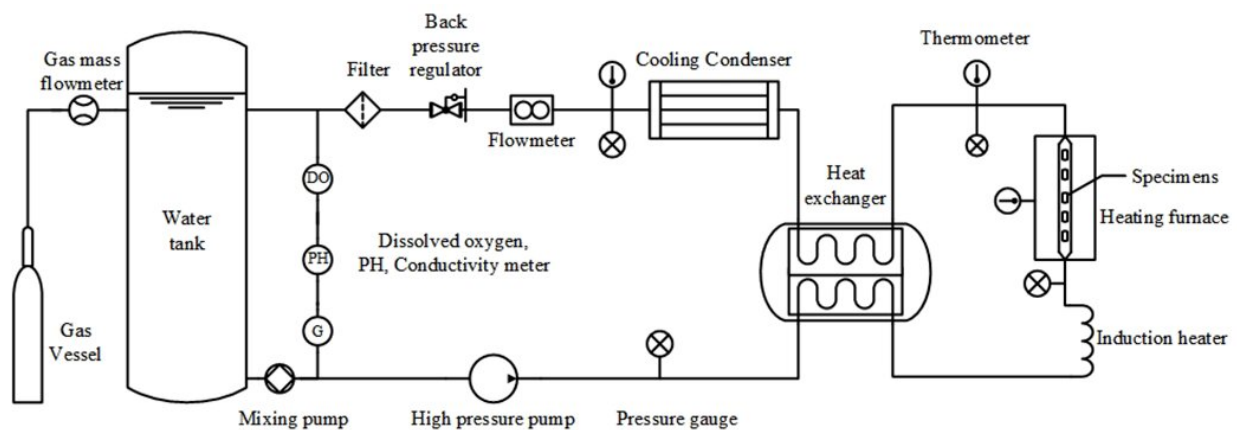 Back
pressure
regulator
Thermometer
Gas mass
flowmeter
Filter
Cooling Condenser
Flowmeter
DO
Specimens
Heat
exchanger
Heating furnace
Water
tank
Dissolved oxygen,
PH, Conductivity meter
PH
Gas
Vessel
G
Induction heater
Mixing pump
High pressure pump
Pressure gauge